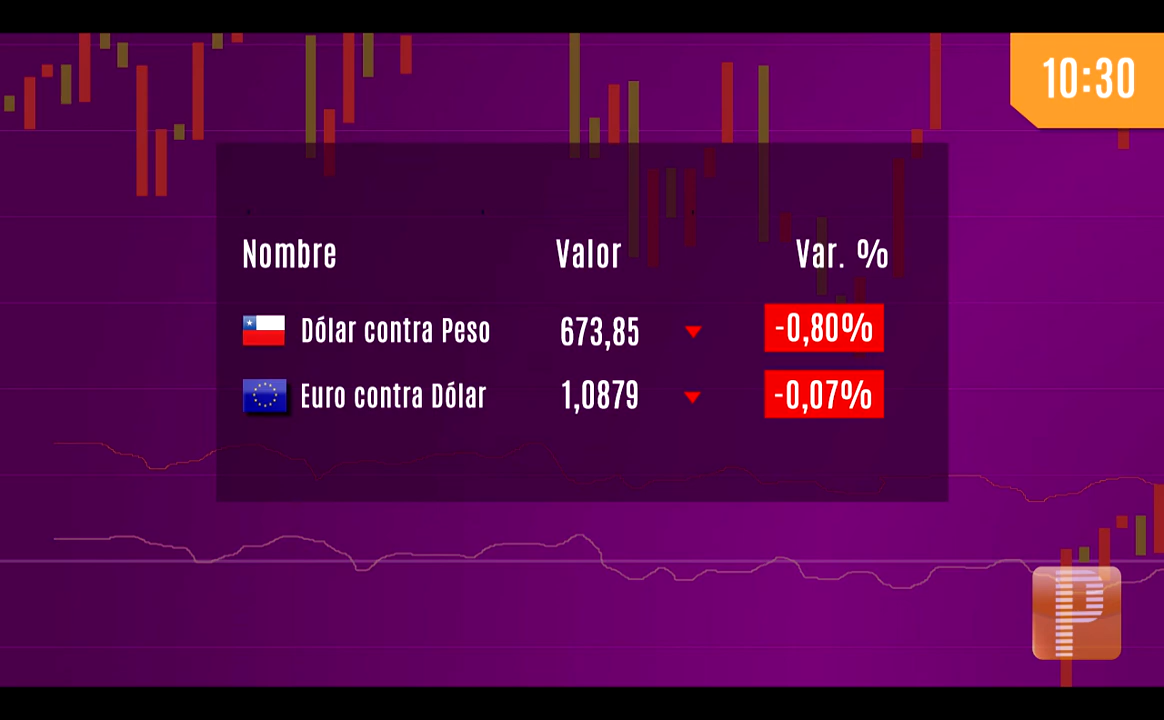 10:30
Nombre Valor Var. %
Dólar contra Peso 673,85 -0,80%
Euro contra Dólar 1,0879 -0,07%
P